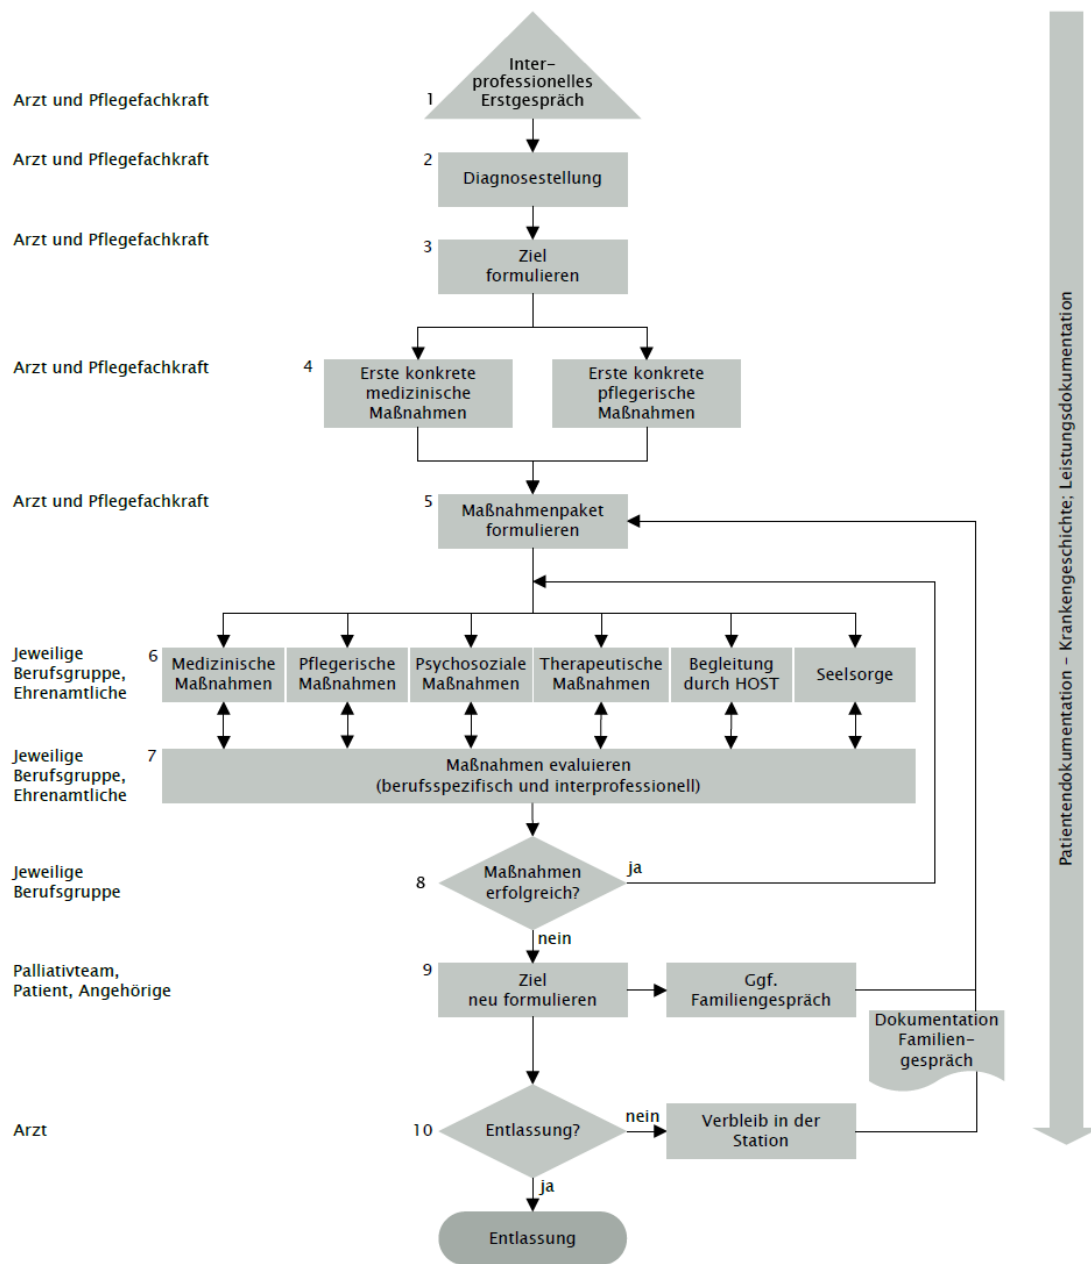 Inter-
professionelles
Erstgespräch
Arzt und Pflegefachkraft
1
Arzt und Pflegefachkraft
2
Diagnosestellung
Arzt und Pflegefachkraft
3
Ziel
formulieren
Arzt und Pflegefachkraft
4
Erste konkrete
medizinische
Maßnahmen
Erste konkrete
pflegerische
Maßnahmen
Arzt und Pflegefachkraft
5
Maßnahmenpaket
formulieren
Jeweilige
Berufsgruppe,
Ehrenamtliche
6
Medizinische
Maßnahmen
Pflegerische
Maßnahmen
Psychosoziale
Maßnahmen
Therapeutische
Maßnahmen
Begleitung
durch HOST
Seelsorge
Jeweilige
Berufsgruppe,
Ehrenamtliche
7
Maßnahmen evaluieren
(berufsspezifisch und interprofessionell)
Jeweilige
Berufsgruppe
8
Maßnahmen
erfolgreich?
ja
nein
Palliativteam,
Patient, Angehörige
9
Ziel
neu formulieren
Ggf.
Familiengespräch
Dokumentation
Familien-
gespräch
Arzt
10
Entlassung?
nein
Verbleib in der
Station
ja
Entlassung
Patientendokumentation – Krankengeschichte; Leistungsdokumentation